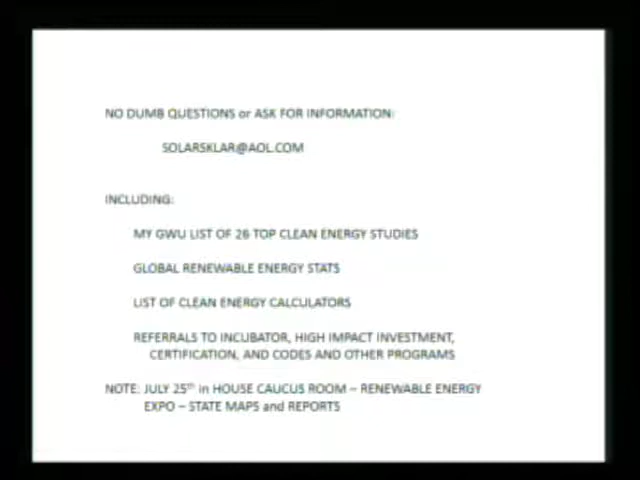 NO DUMB QUESTIONS or ASK FOR INFORMATION:
SOLARSKLAR@AOL.COM
INCLUDING:
MY GWU LIST OF 26 TOP CLEAN ENERGY STUDIES
GLOBAL RENEWABLE ENERGY STATS
LIST OF CLEAN ENERGY CALCULATORS
REFERRALS TO INCUBATOR, HIGH IMPACT INVESTMENT,
CERTIFICATION, AND CODES AND OTHER PROGRAMS
NOTE: JULY 25th in HOUSE CAUCUS ROOM – RENEWABLE ENERGY
EXPO – STATE MAPS and REPORTS